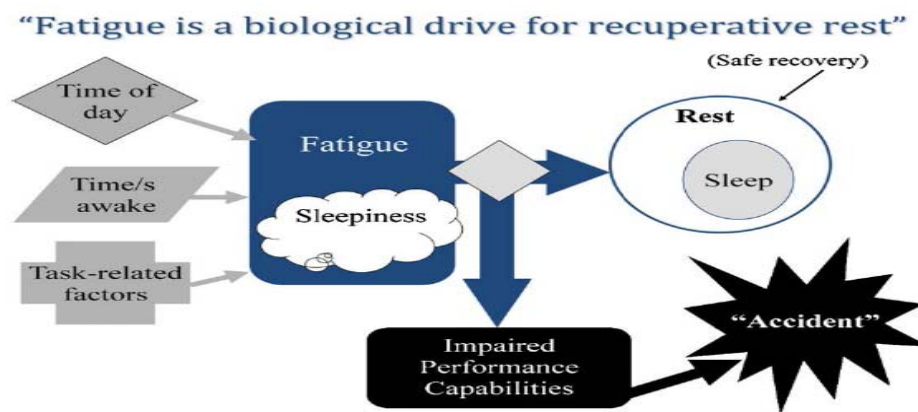 “Fatigue is a biological drive for recuperative rest”
Time of
day
Time/s
awake
Task-related
factors
Fatigue
Sleepiness
(Safe recovery)
Rest
Sleep
Impaired
Performance
Capabilities
“Accident”